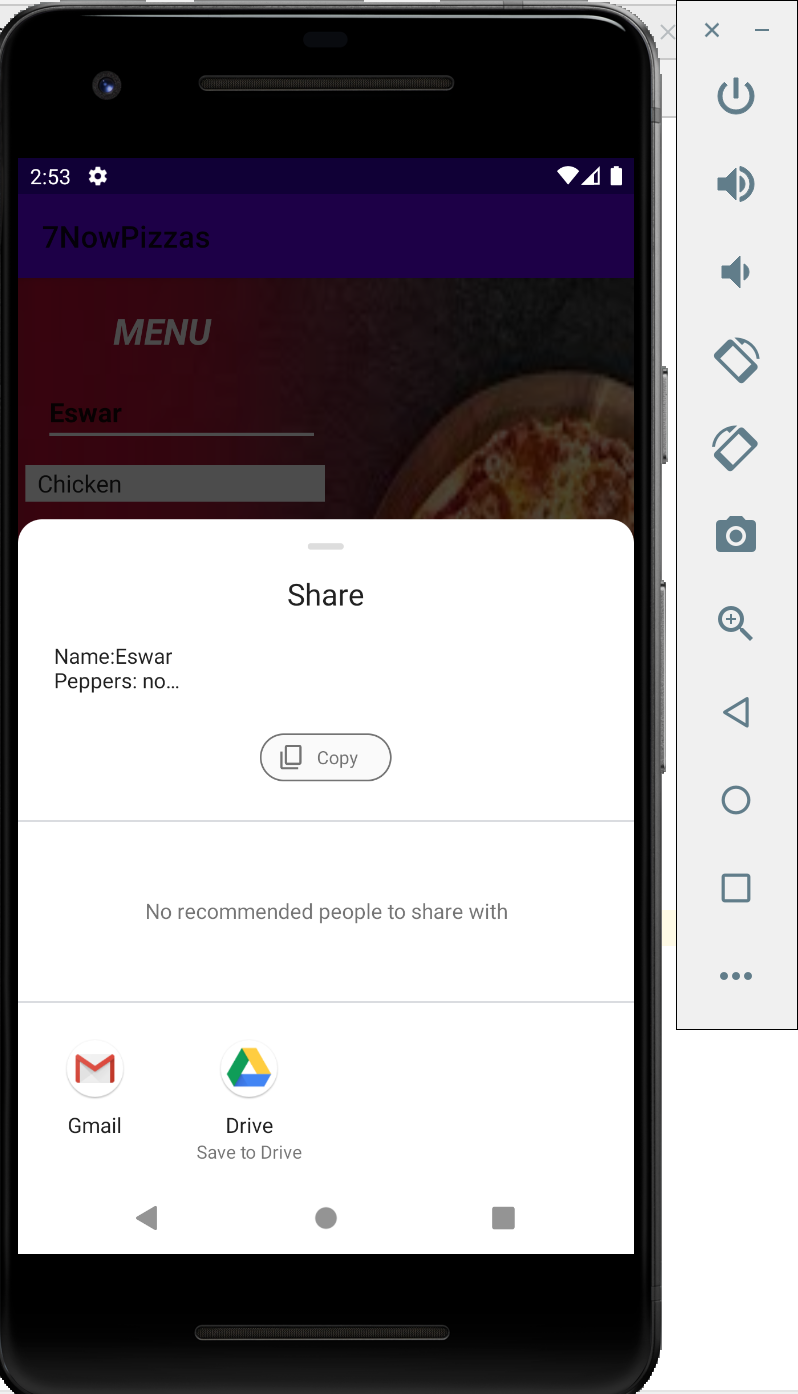 2:53
7NowPizzas
MENU
Eswar
Chicken
Share
Name:Eswar
Peppers: no...
Copy
No recommended people to share with
Gmail
Drive
Save to Drive